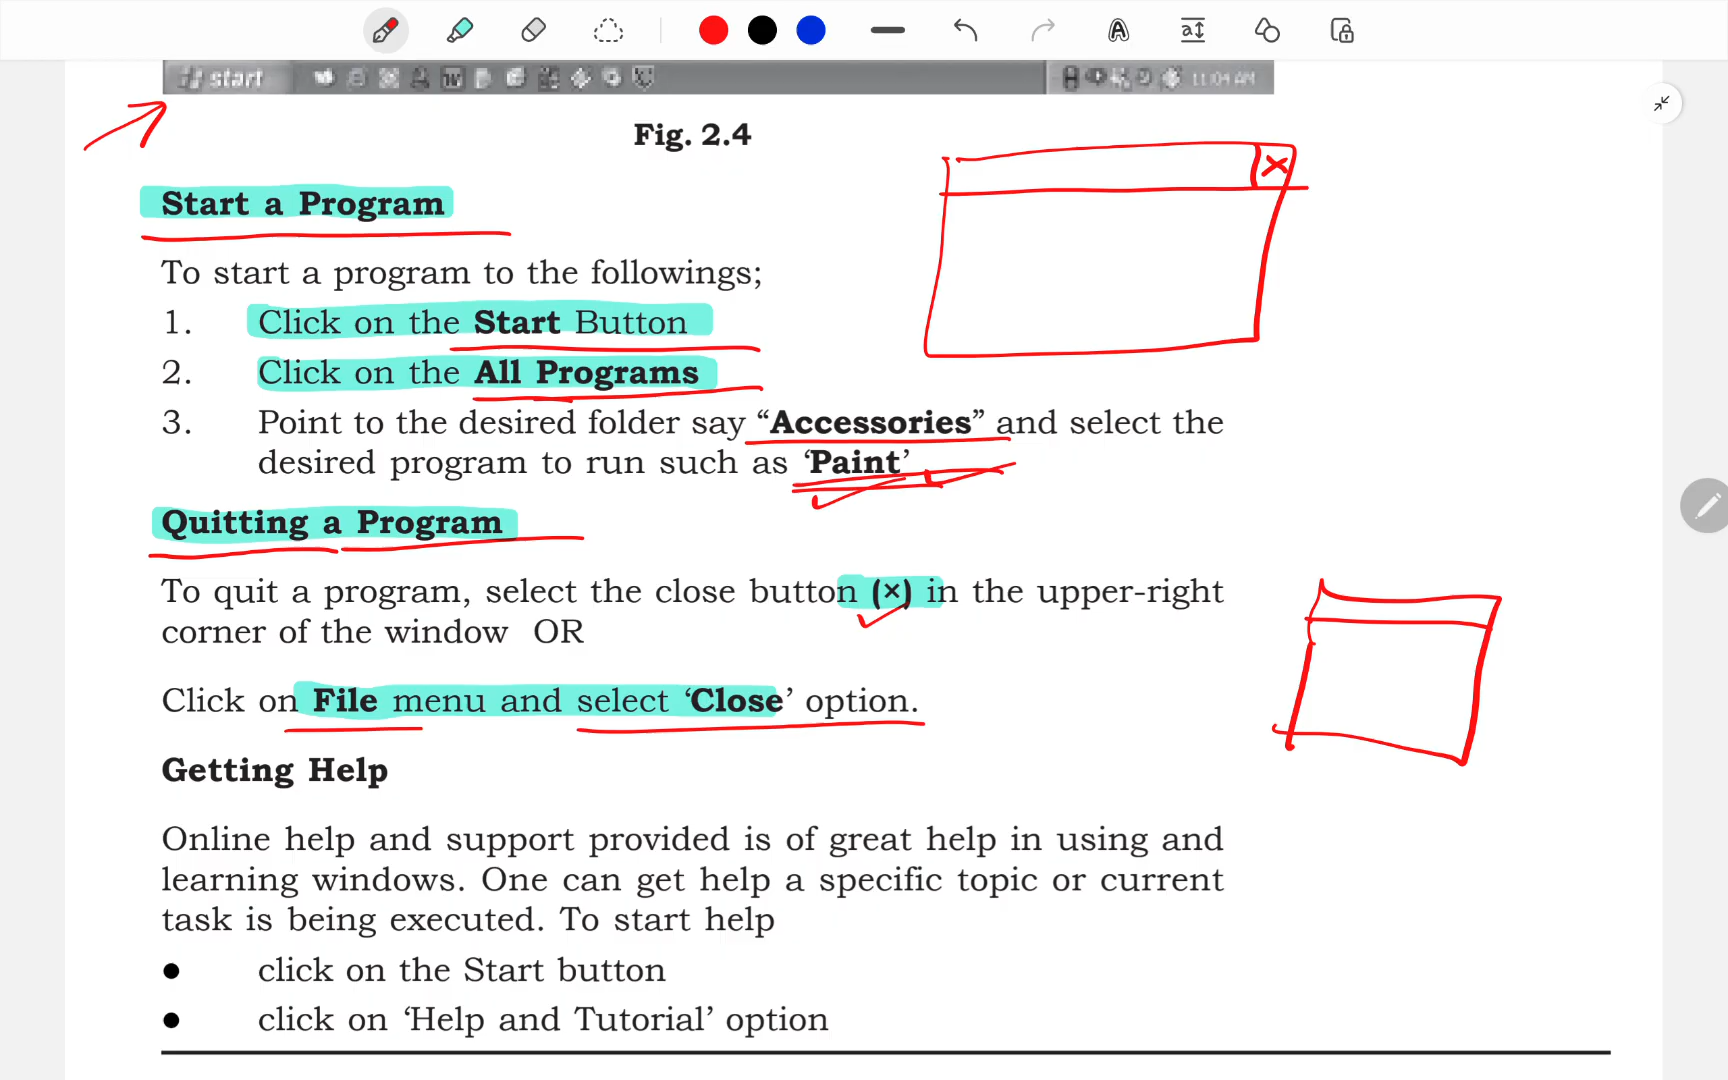 start
11:04 AM
Fig. 2.4
Start a Program
To start a program to the followings;
1. Click on the Start Button
2. Click on the All Programs
3. Point to the desired folder say “Accessories” and select the
desired program to run such as ‘Paint’
Quitting a Program
To quit a program, select the close button (×) in the upper-right
corner of the window OR
Click on File menu and select ‘Close’ option.
Getting Help
Online help and support provided is of great help in using and
learning windows. One can get help a specific topic or current
task is being executed. To start help
● click on the Start button
● click on ‘Help and Tutorial’ option